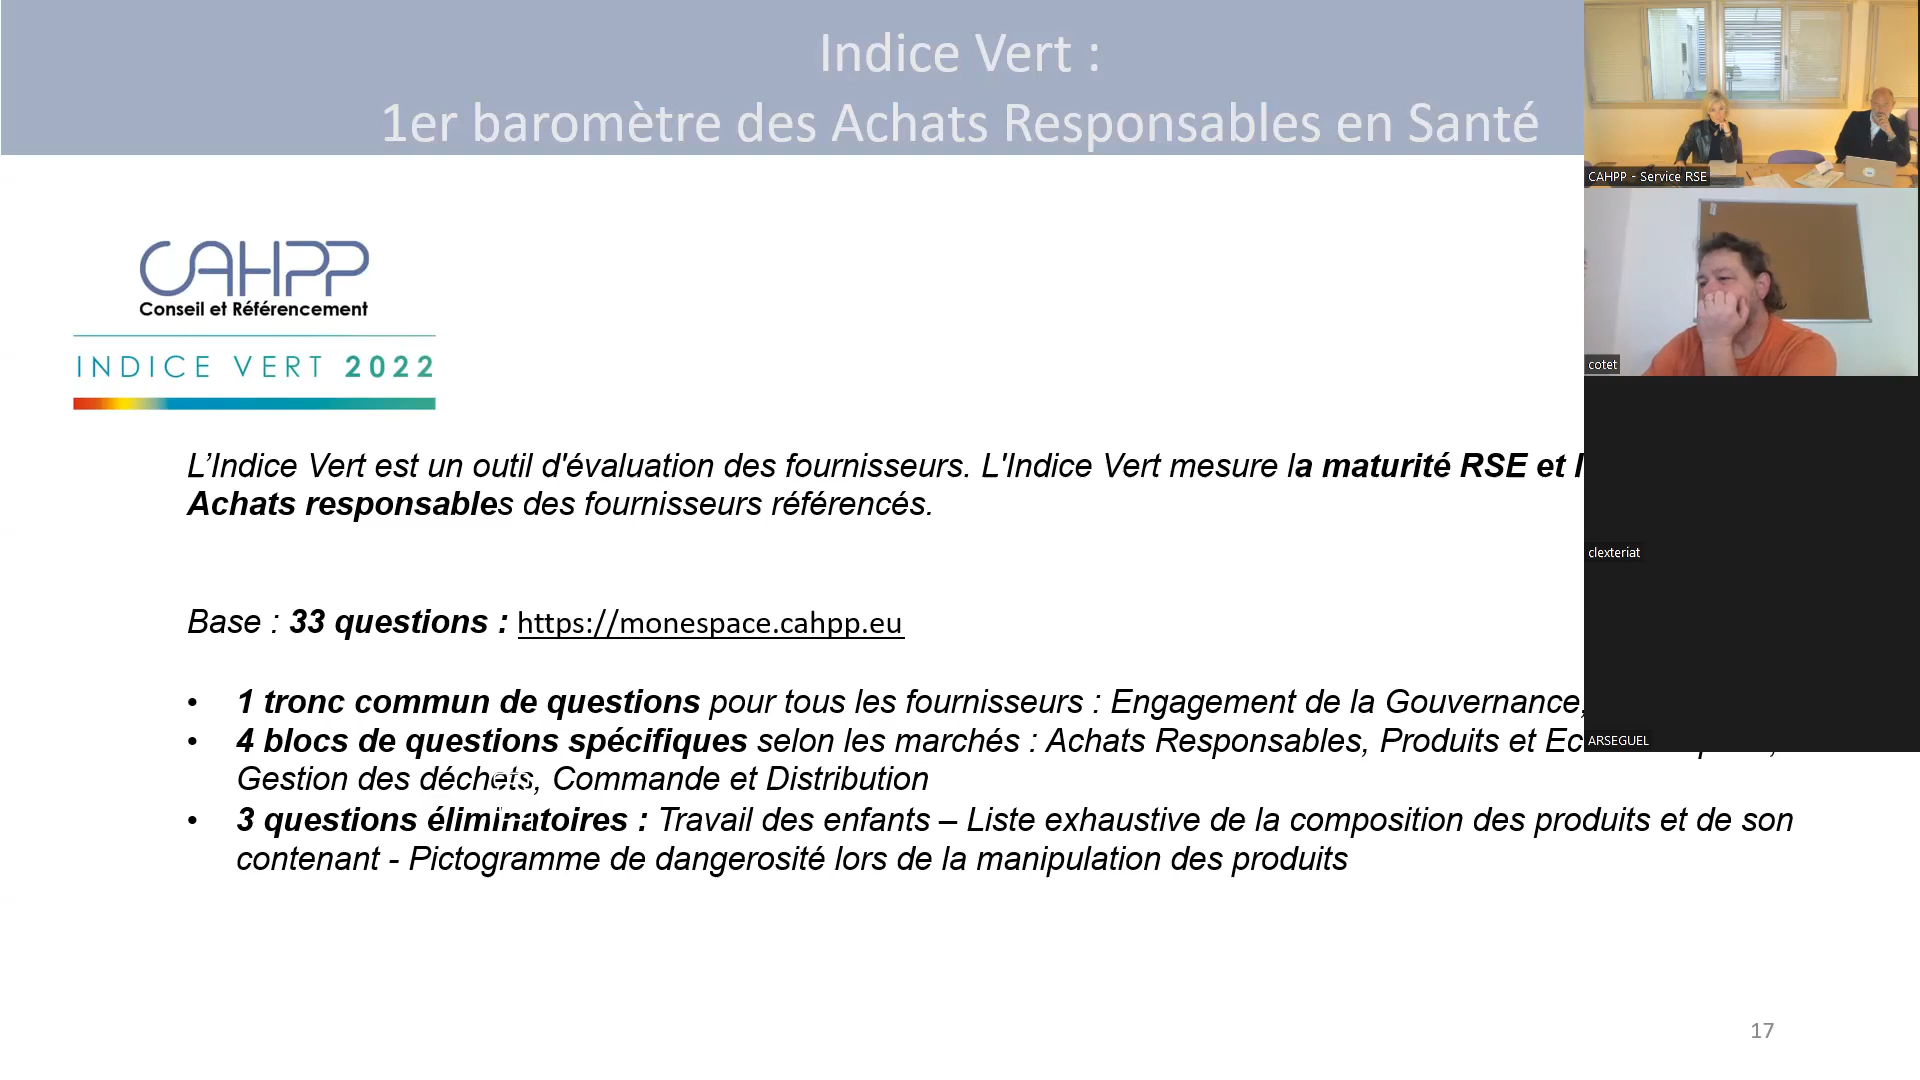 Indice Vert :
1er baromètre des Achats Responsables en Santé
CAHPP
Conseil et Référencement
INDICE VERT 2022
L’Indice Vert est un outil d'évaluation des fournisseurs. L'Indice Vert mesure la maturité RSE et
Achats responsables des fournisseurs référencés.
Base : 33 questions : https://monespace.cahpp.eu
• 1 tronc commun de questions pour tous les fournisseurs : Engagement de la Gouvernance,
• 4 blocs de questions spécifiques selon les marchés : Achats Responsables, Produits et
Gestion des déchets, Commande et Distribution
• 3 questions éliminatoires : Travail des enfants – Liste exhaustive de la composition des produits et de son
contenant - Pictogramme de dangerosité lors de la manipulation des produits
17
CAHPP - Service RSE
cotet
clexteriat
ARSEGUEL